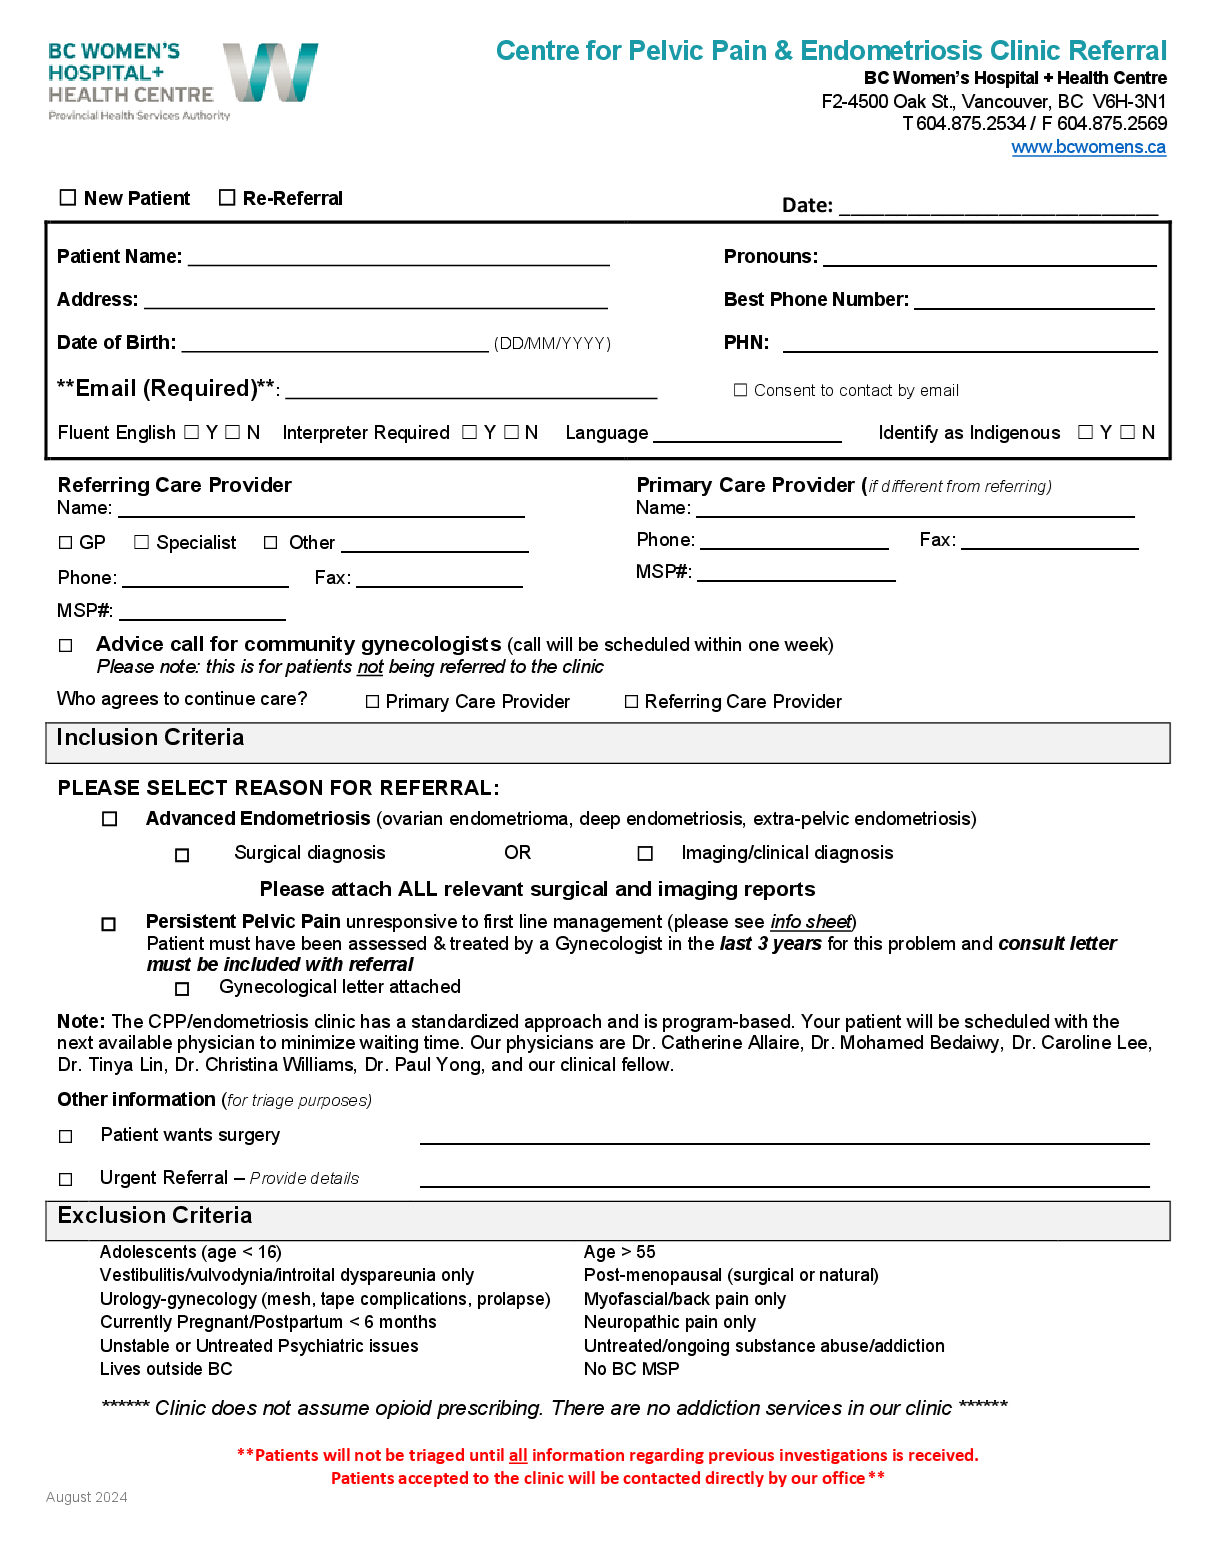 BC WOMEN'S
HOSPITAL+
HEALTH CENTRE
Provincial Health Services Authority
Centre for Pelvic Pain & Endometriosis Clinic Referral
BC Women's Hospital + Health Centre
F2-4500 Oak St., Vancouver, BC V6H-3N1
T 604.875.2534 / F 604.875.2569
www.bcwomens.ca
☐ New Patient ☐ Re-Referral Date: ____________________________
Patient Name: ____________________ Pronouns: ____________________
Address: ____________________ Best Phone Number: ____________________
Date of Birth: ____________________ (DD/MM/YYYY) PHN: ____________________
**Email (Required)**: ____________________ ☐ Consent to contact by email
Fluent English ☐ Y ☐ N Interpreter Required ☐ Y ☐ N Language ____________________ Identify as Indigenous ☐ Y ☐ N
Referring Care Provider Primary Care Provider (if different from referring)
Name: ____________________ Name: ____________________
☐ GP ☐ Specialist ☐ Other ____________________ Phone: ____________________ Fax: ____________________
Phone: ____________________ Fax: ____________________ MSP#: ____________________
MSP#: ____________________
☐ Advice call for community gynecologists (call will be scheduled within one week)
Please note: this is for patients not being referred to the clinic
Who agrees to continue care? ☐ Primary Care Provider ☐ Referring Care Provider
Inclusion Criteria
PLEASE SELECT REASON FOR REFERRAL:
☐ Advanced Endometriosis (ovarian endometrioma, deep endometriosis, extra-pelvic endometriosis)
☐ Surgical diagnosis OR ☐ Imaging/clinical diagnosis
Please attach ALL relevant surgical and imaging reports
☐ Persistent Pelvic Pain unresponsive to first line management (please see info sheet)
Patient must have been assessed & treated by a Gynecologist in the last 3 years for this problem and consult letter
must be included with referral
☐ Gynecological letter attached
Note: The CPP/endometriosis clinic has a standardized approach and is program-based. Your patient will be scheduled with the
next available physician to minimize waiting time. Our physicians are Dr. Catherine Allaire, Dr. Mohamed Bedaiwy, Dr. Caroline Lee,
Dr. Tinya Lin, Dr. Christina Williams, Dr. Paul Yong, and our clinical fellow.
Other information (for triage purposes)
☐ Patient wants surgery ____________________
☐ Urgent Referral – Provide details ____________________
Exclusion Criteria
Adolescents (age < 16) Age > 55
Vestibulitis/vulvodynia/introital dyspareunia only Post-menopausal (surgical or natural)
Urology-gynecology (mesh, tape complications, prolapse) Myofascial/back pain only
Currently Pregnant/Postpartum < 6 months Neuropathic pain only
Unstable or Untreated Psychiatric issues Untreated/ongoing substance abuse/addiction
Lives outside BC No BC MSP
****** Clinic does not assume opioid prescribing. There are no addiction services in our clinic ******
**Patients will not be triaged until all information regarding previous investigations is received.
Patients accepted to the clinic will be contacted directly by our office**
August 2024